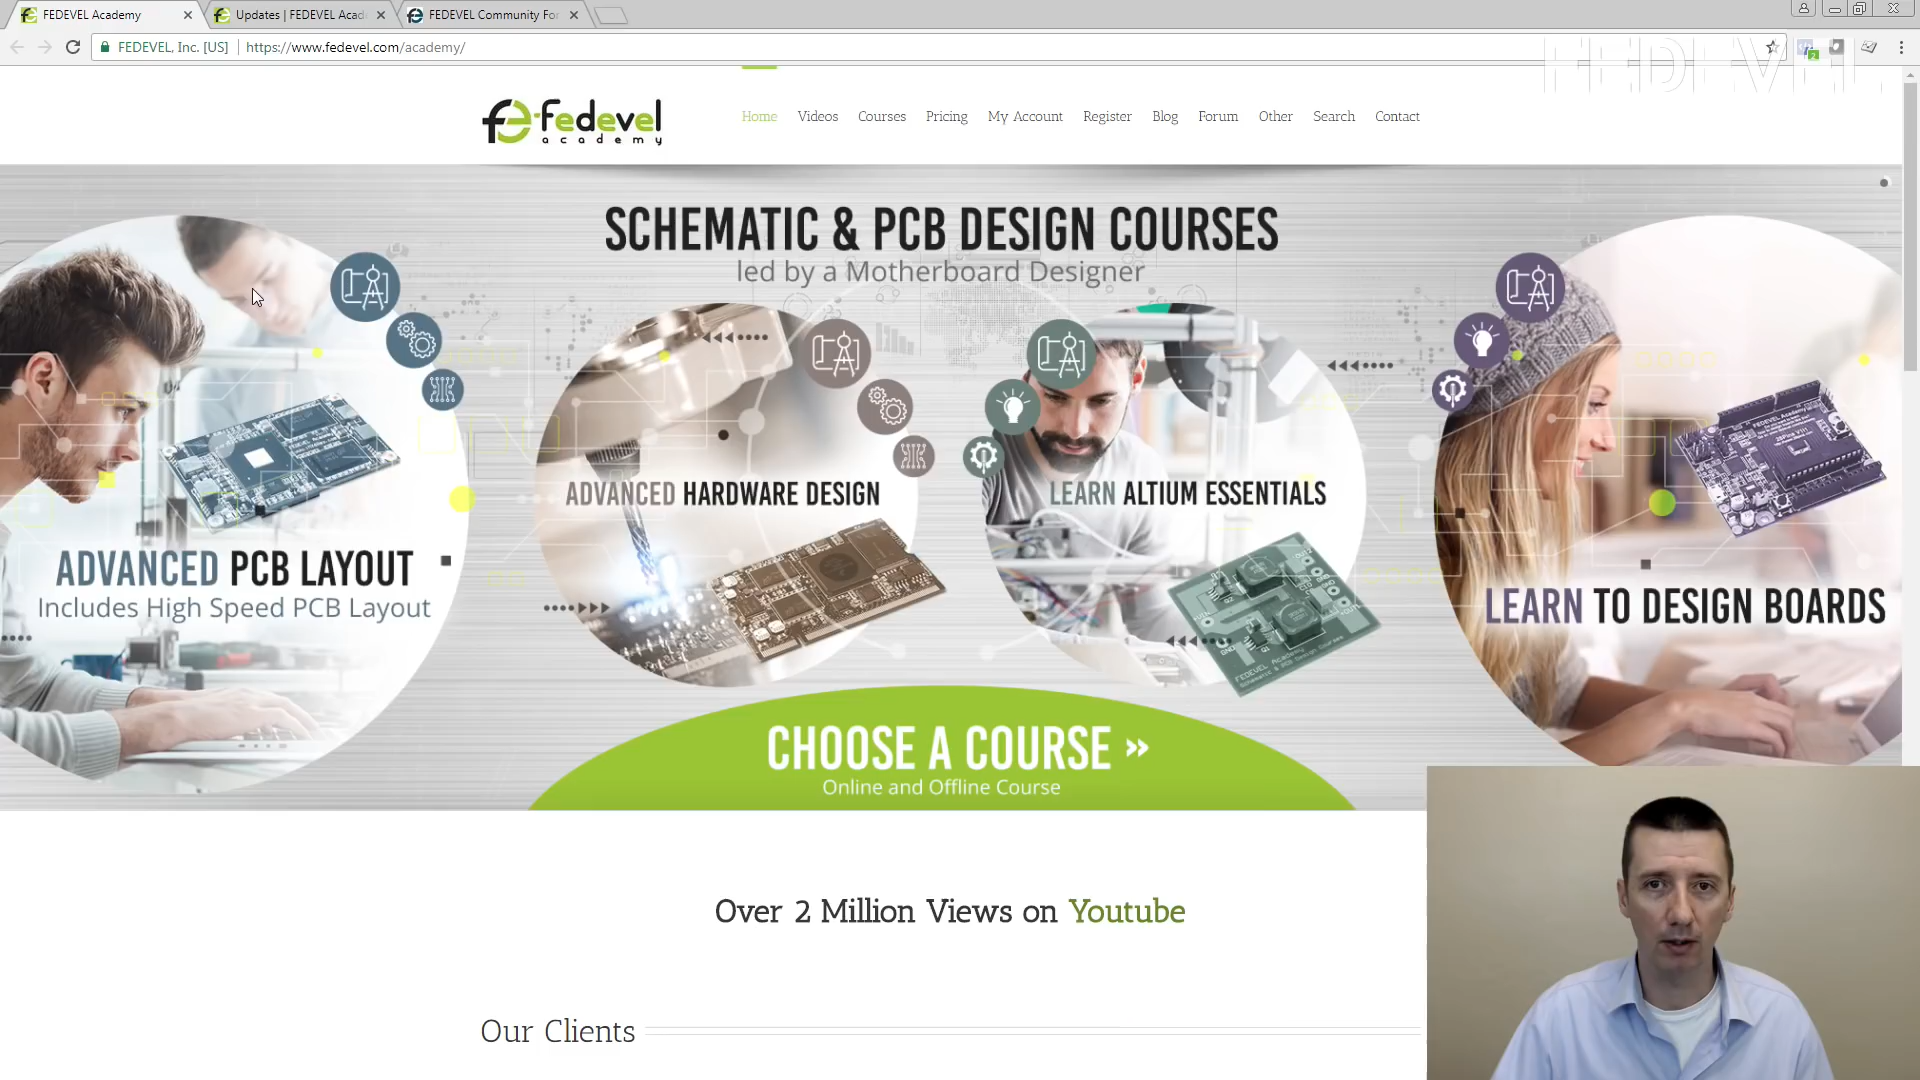 FEDEVEL Academy
Updates | FEDEVEL Acad
FEDEVEL Community For
FEDEVEL, Inc. [US]
https://www.fedevel.com/academy/
FEDEVEL
fedevel
academy
Home Videos Courses Pricing My Account Register Blog Forum Other Search Contact
SCHEMATIC & PCB DESIGN COURSES
led by a Motherboard Designer
ADVANCED PCB LAYOUT
Includes High Speed PCB Layout
ADVANCED HARDWARE DESIGN
LEARN ALTIUM ESSENTIALS
LEARN TO DESIGN BOARDS
CHOOSE A COURSE »
Online and Offline Course
Over 2 Million Views on Youtube
Our Clients